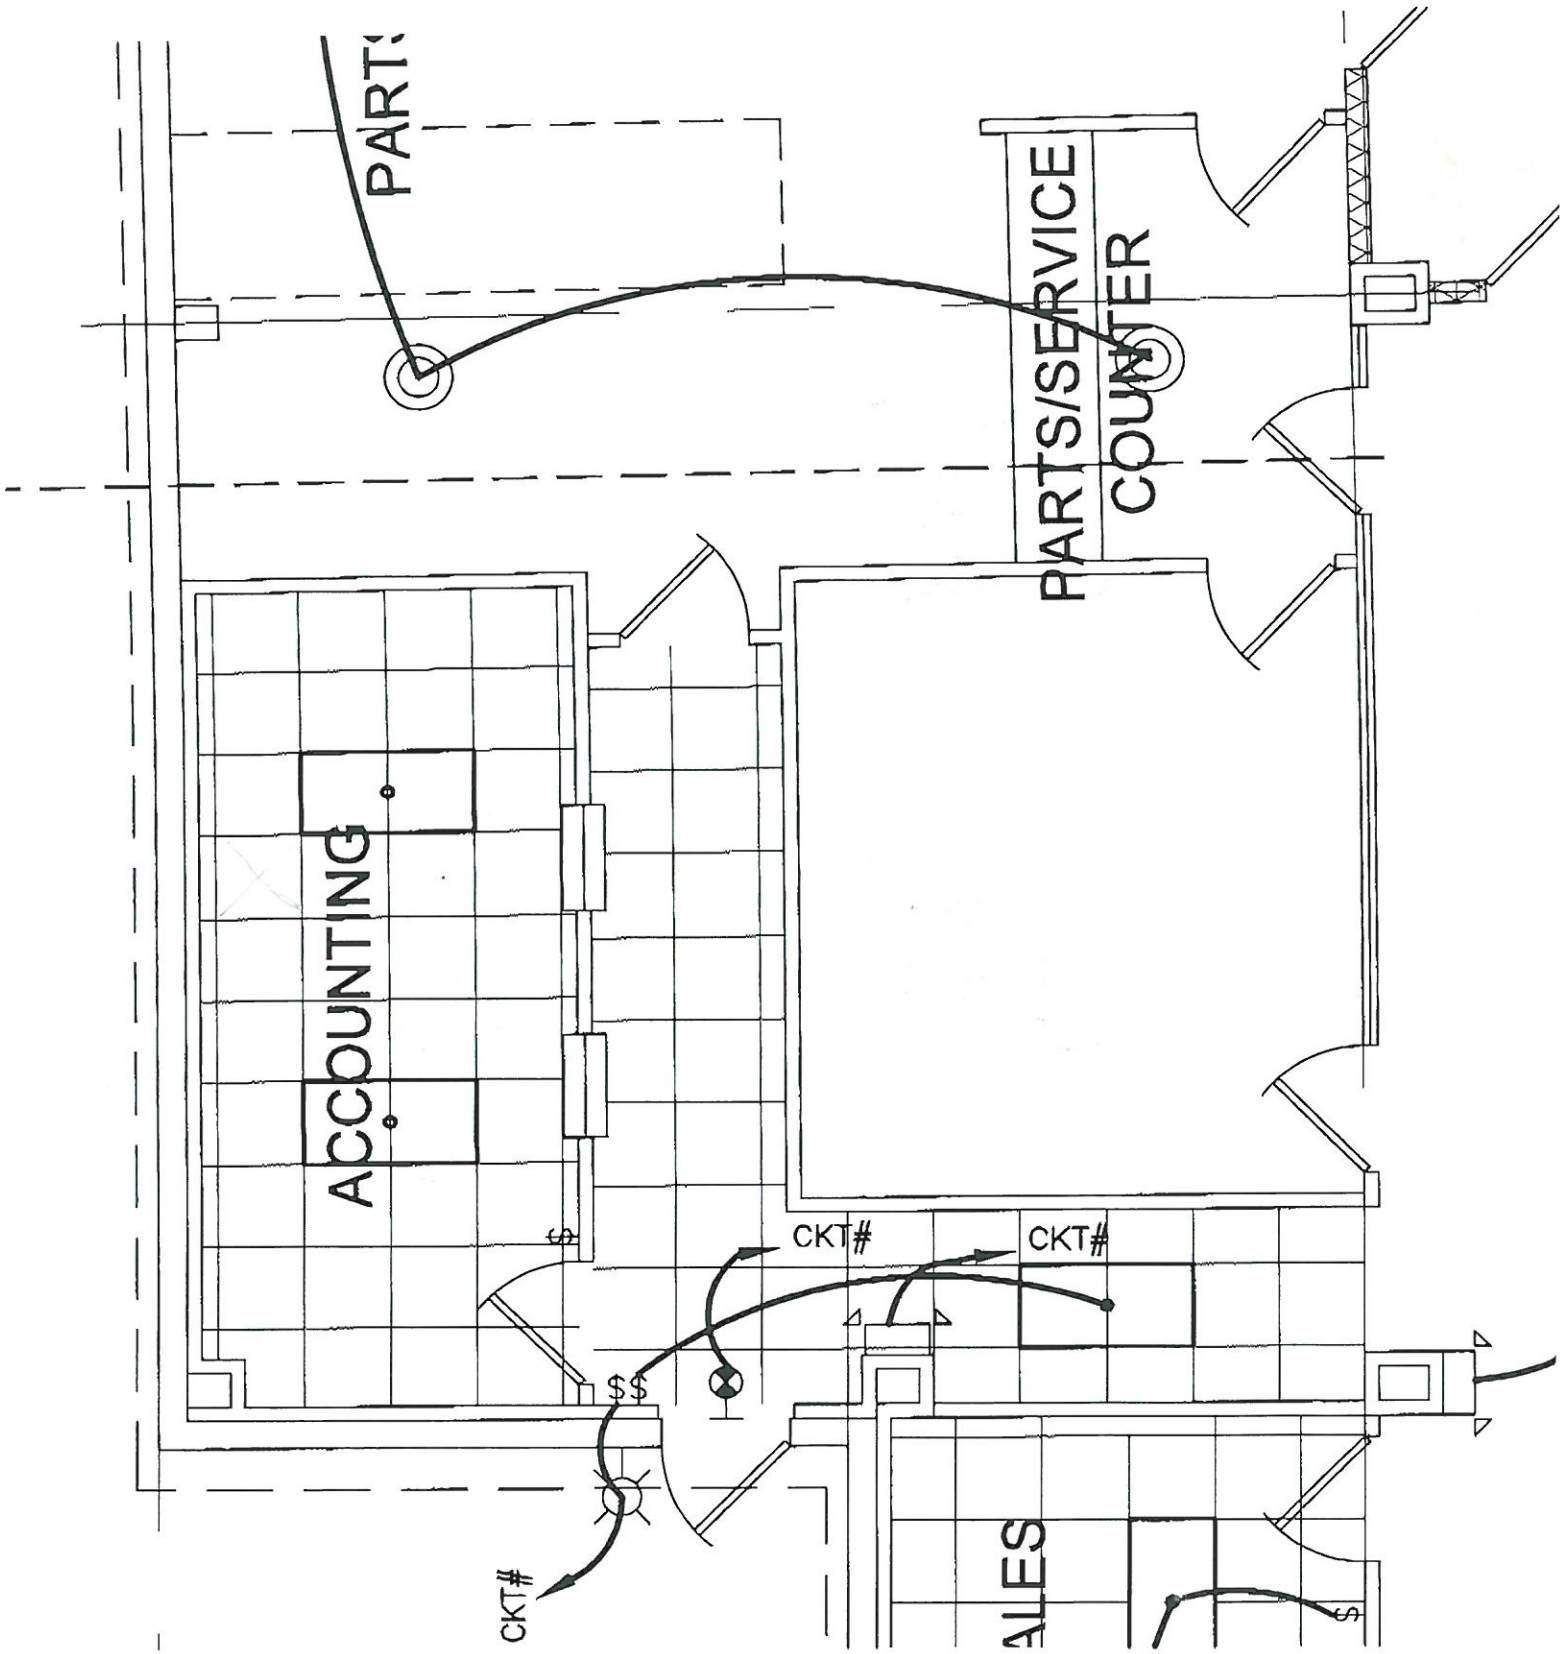 PARTS
PARTS/SERVICE
COUNTER
ACCOUNTING
$
CKT#
CKT#
$$
CKT#
ALES
$